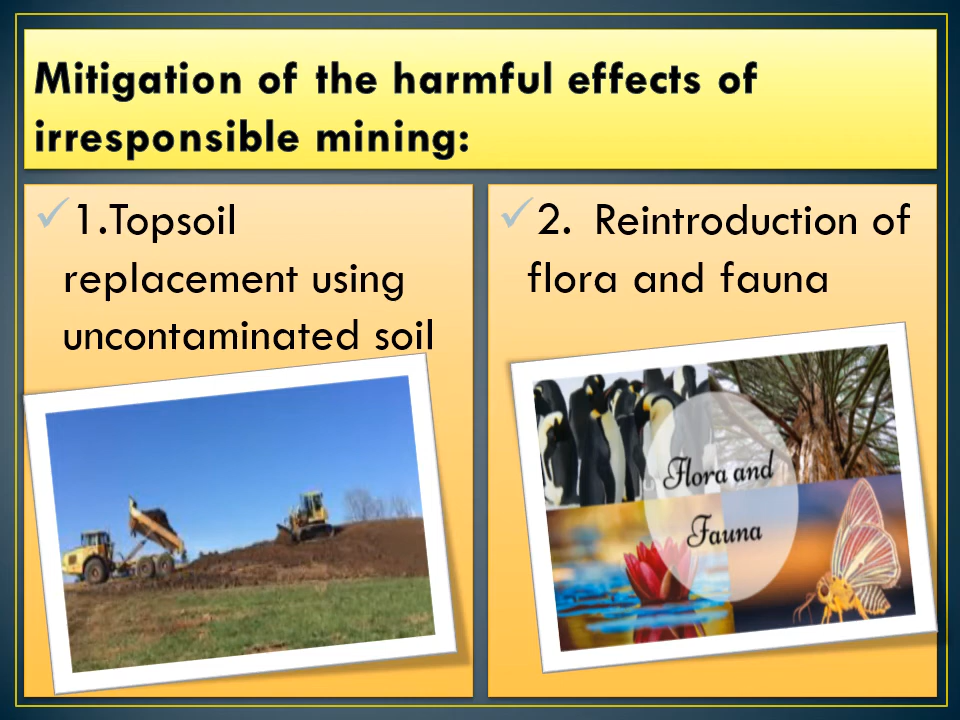 Mitigation of the harmful effects of
irresponsible mining:
✓ 1.Topsoil
replacement using
uncontaminated soil
✓ 2. Reintroduction of
flora and fauna
Flora and
Fauna